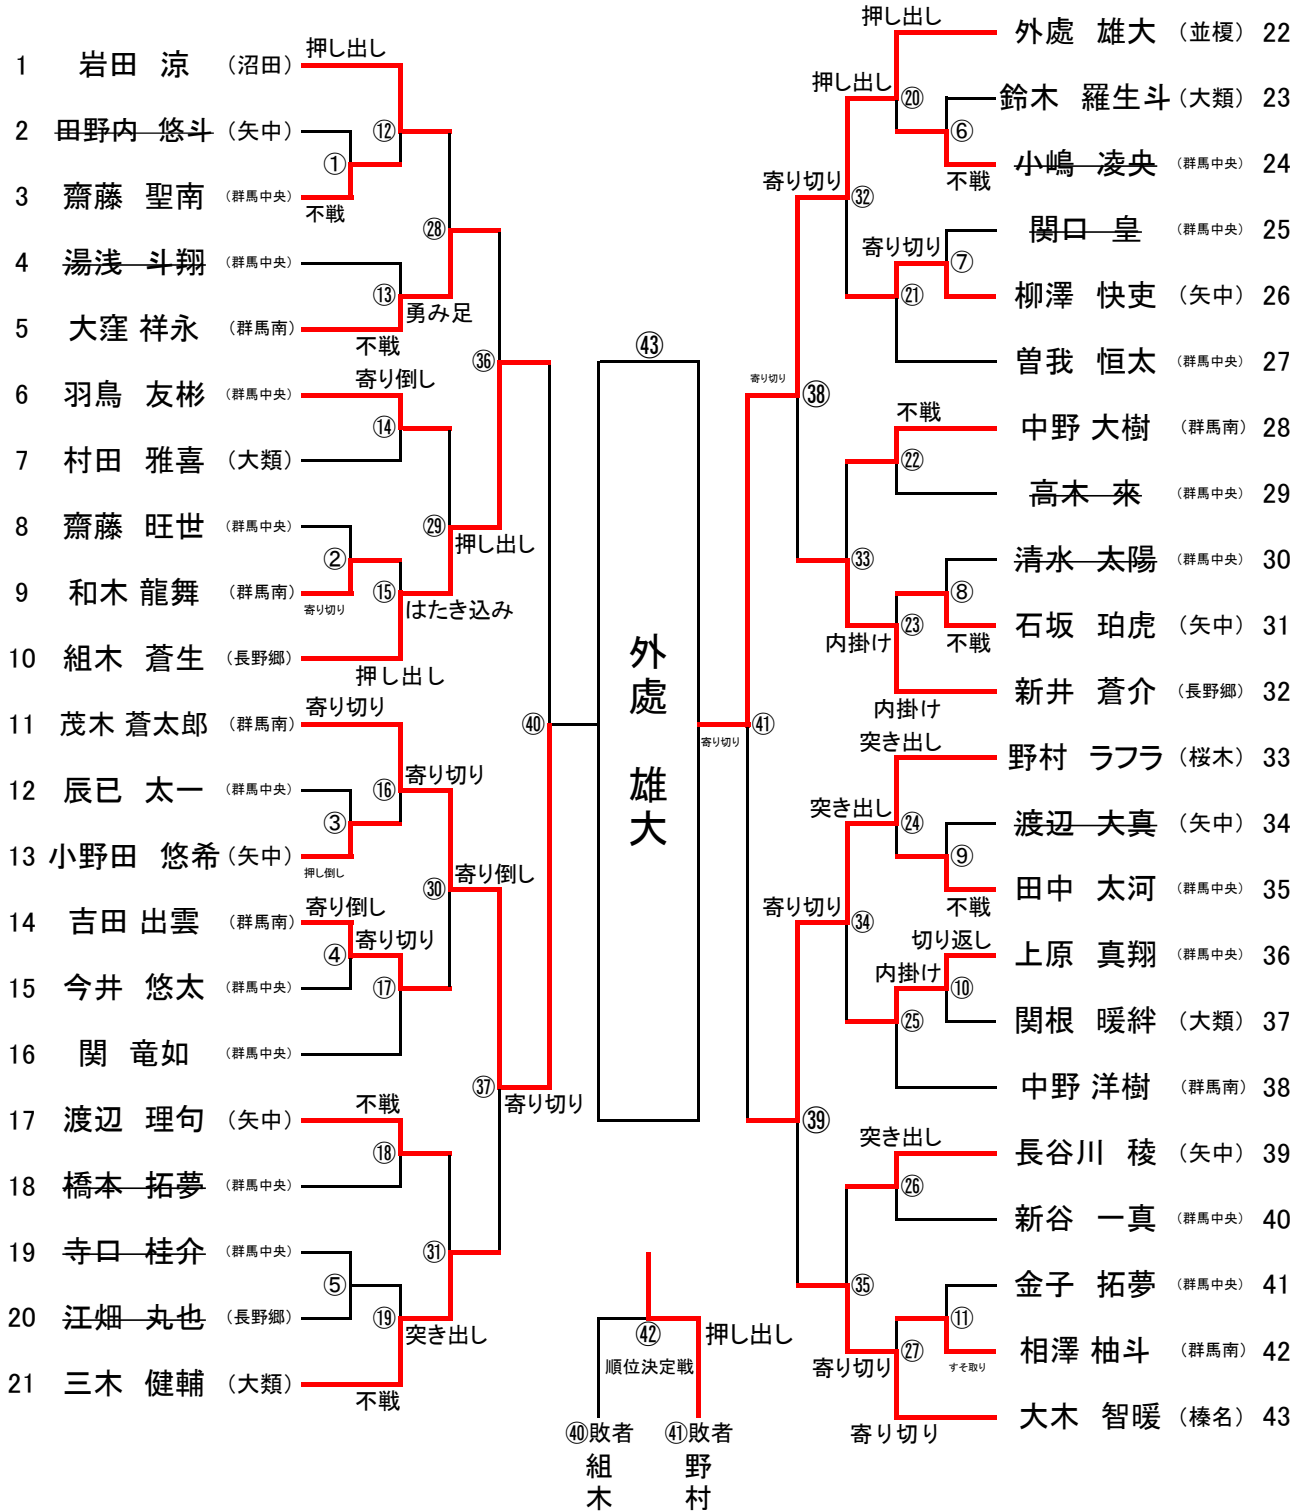 1 岩田 涼 （沼田） 押し出し
2 田野内 悠斗 （矢中）
⑫
①
3 齋藤 聖南 （群馬中央）
不戦
㉘
4 湯浅 斗翔 （群馬中央）
⑬
勇み足
5 大窪 祥永 （群馬南）
不戦
㊱
6 羽鳥 友彬 （群馬中央）
寄り倒し
⑭
7 村田 雅喜 （大類）
8 齋藤 旺世 （群馬中央）
㉙
押し出し
②
9 和木 龍舞 （群馬南）
寄り切り
⑮
はたき込み
10 組木 蒼生 （長野郷）
押し出し
11 茂木 蒼太郎 （群馬南）
寄り切り
㊵
12 辰已 太一 （群馬中央）
⑯
寄り切り
③
13 小野田 悠希 （矢中）
押し倒し
㉚
寄り倒し
14 吉田 出雲 （群馬南）
寄り倒し
④
寄り切り
15 今井 悠太 （群馬中央）
⑰
16 関 竜如 （群馬中央）
㊲
寄り切り
17 渡辺 理句 （矢中）
不戦
⑱
18 橋本 拓夢 （群馬中央）
19 寺口 桂介 （群馬中央）
㉛
⑤
20 江畑 丸也 （長野郷）
⑲
突き出し
21 三木 健輔 （大類）
不戦
㊸
外處 雄大
㊷
押し出し
順位決定戦
㊵敗者
組木
㊶敗者
野村
押し出し
外處 雄大 （並榎） 22
押し出し
⑳
鈴木 羅生斗 （大類） 23
⑥
小嶋 凌央 （群馬中央） 24
不戦
寄り切り
㉜
関口 皇 （群馬中央） 25
寄り切り
⑦
㉑
柳澤 快吏 （矢中） 26
曽我 恒太 （群馬中央） 27
寄り切り
㊳
不戦
中野 大樹 （群馬南） 28
㉒
高木 來 （群馬中央） 29
㉝
清水 太陽 （群馬中央） 30
⑧
㉓
石坂 珀虎 （矢中） 31
内掛け
不戦
新井 蒼介 （長野郷） 32
内掛け
㊶
寄り切り
突き出し
野村 ラフラ （桜木） 33
突き出し
㉔
渡辺 大真 （矢中） 34
⑨
田中 太河 （群馬中央） 35
不戦
寄り切り
㉞
切り返し
上原 真翔 （群馬中央） 36
内掛け
⑩
㉕
関根 暖絆 （大類） 37
中野 洋樹 （群馬南） 38
㊴
突き出し
長谷川 稜 （矢中） 39
㉖
新谷 一真 （群馬中央） 40
㉟
金子 拓夢 （群馬中央） 41
⑪
㉗
相澤 柚斗 （群馬南） 42
寄り切り
すそ取り
大木 智暖 （榛名） 43
寄り切り